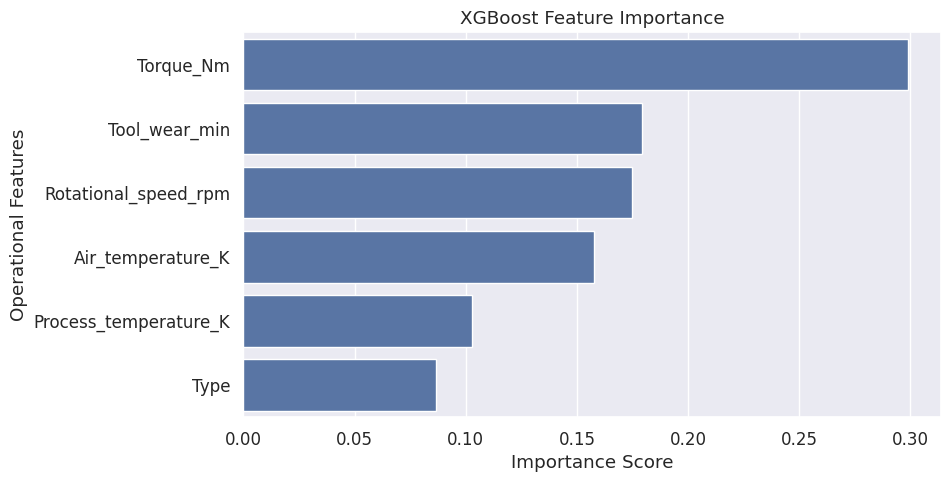 XGBoost Feature Importance
Operational Features
Torque_Nm
Tool_wear_min
Rotational_speed_rpm
Air_temperature_K
Process_temperature_K
Type
0.00 0.05 0.10 0.15 0.20 0.25 0.30
Importance Score